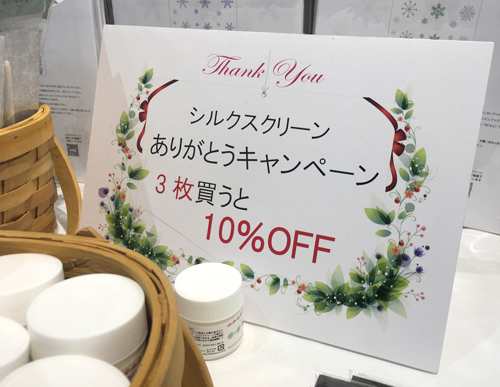 Thank You
シルクスクリーン
ありがとうキャンペーン
3枚買うと
10%OFF